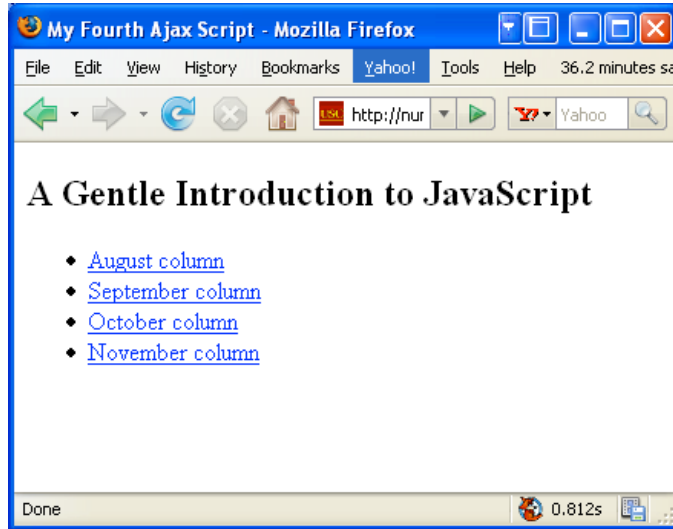 My Fourth Ajax Script - Mozilla Firefox
File Edit View History Bookmarks Yahoo! Tools Help 36.2 minutes sa
USC http://nur Yahoo
A Gentle Introduction to JavaScript
August column
September column
October column
November column
Done 0.812s